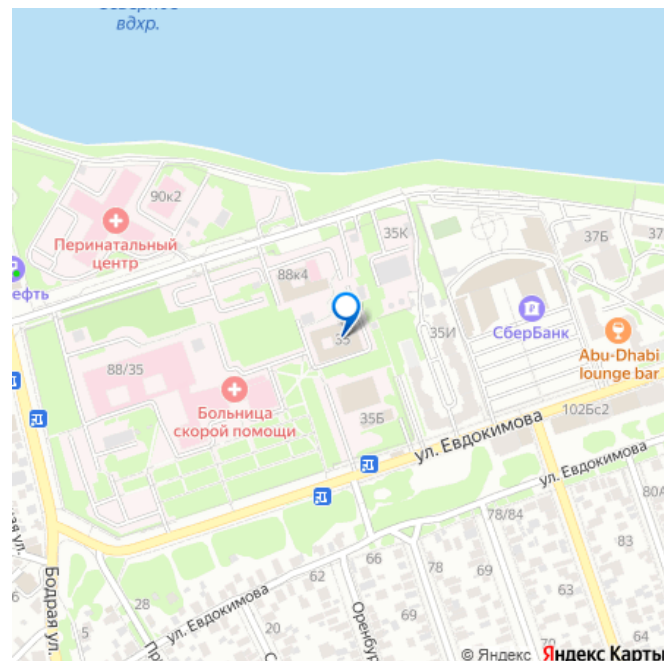 вдхр.
90к2
Перинатальный
центр
35К
37Б
88к4
ефть
35
35И
СберБанк
Abu-Dhabi
lounge bar
88/35
Больница
скорой помощи
35Б
102Бс2
ул. Евдокимова
ул. Евдокимова
80А
78/84
83
66
78
62
69
63
28
ул. Евдокимова
Бодрая ул.
5
20
Оренбур
69
© Яндекс Яндекс Карты